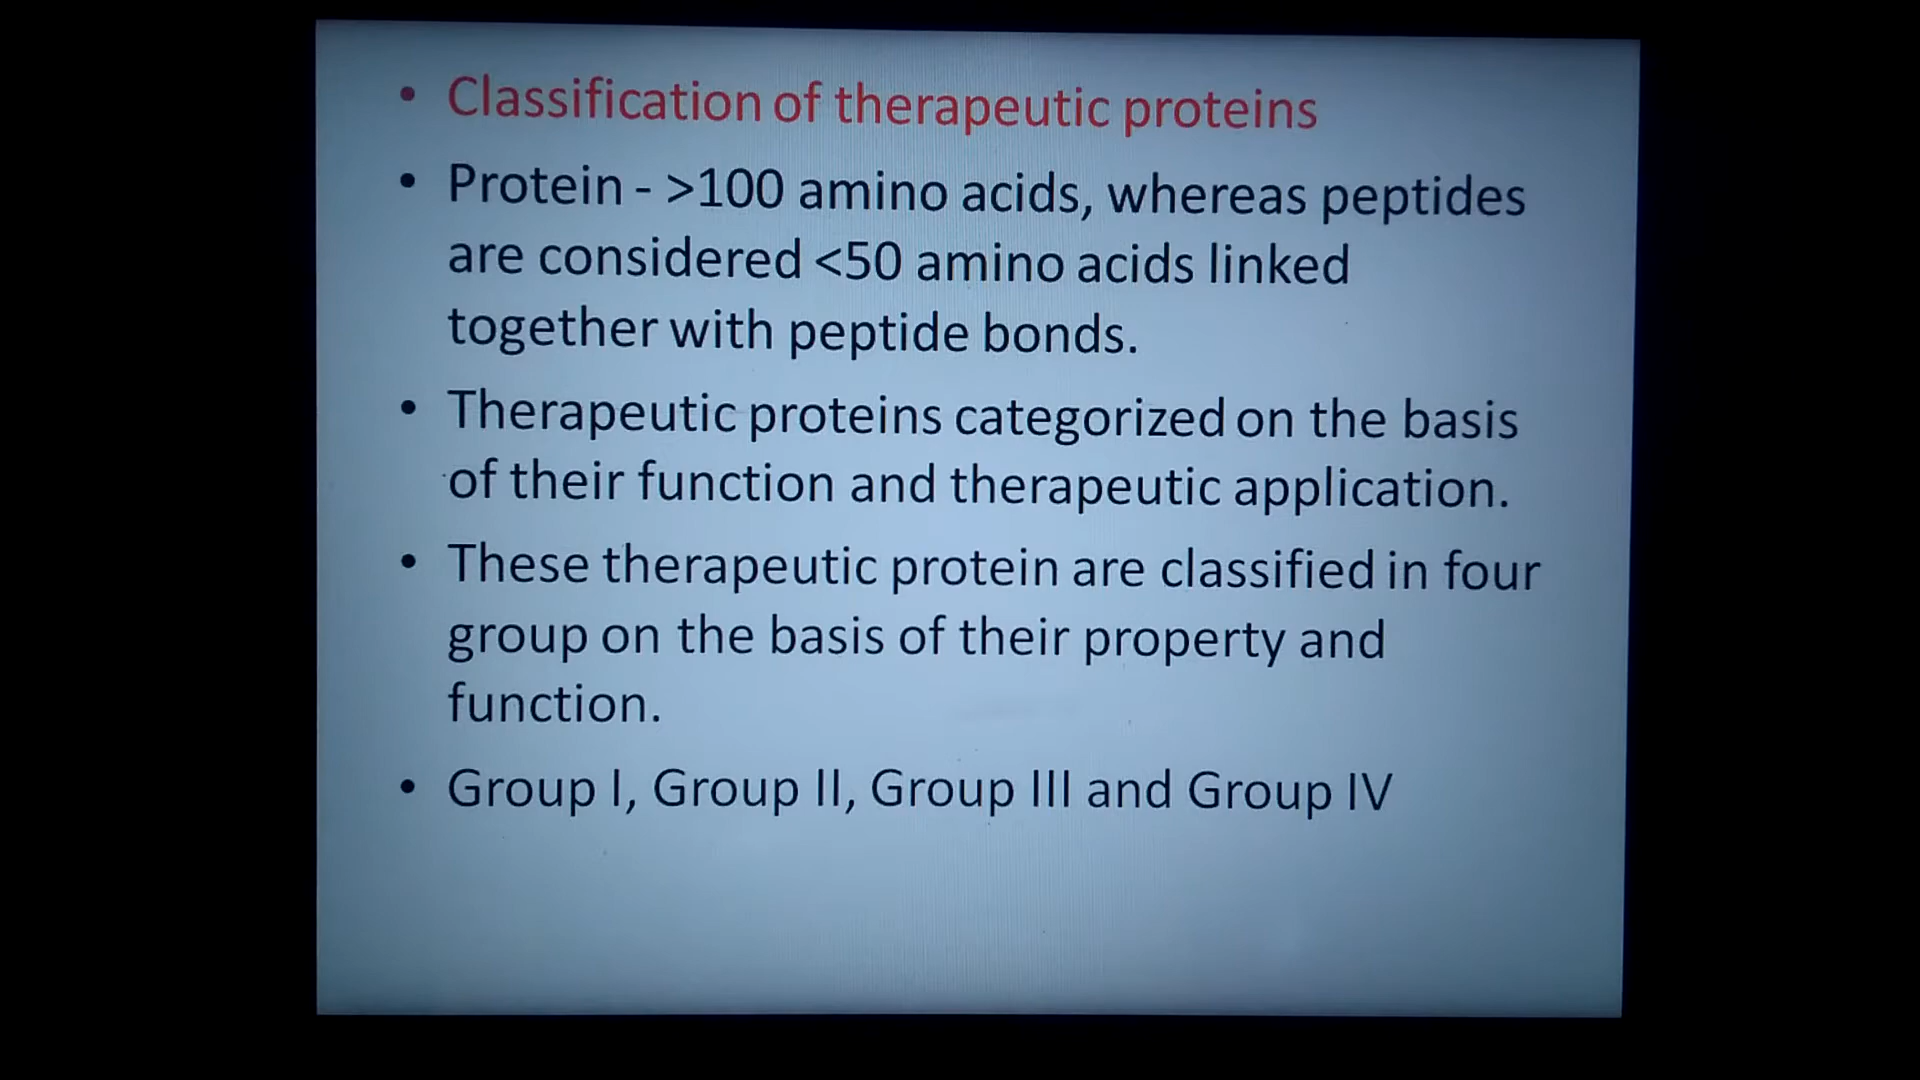 • Classification of therapeutic proteins
• Protein - >100 amino acids, whereas peptides
are considered <50 amino acids linked
together with peptide bonds.
• Therapeutic proteins categorized on the basis
of their function and therapeutic application.
• These therapeutic protein are classified in four
group on the basis of their property and
function.
• Group I, Group II, Group III and Group IV